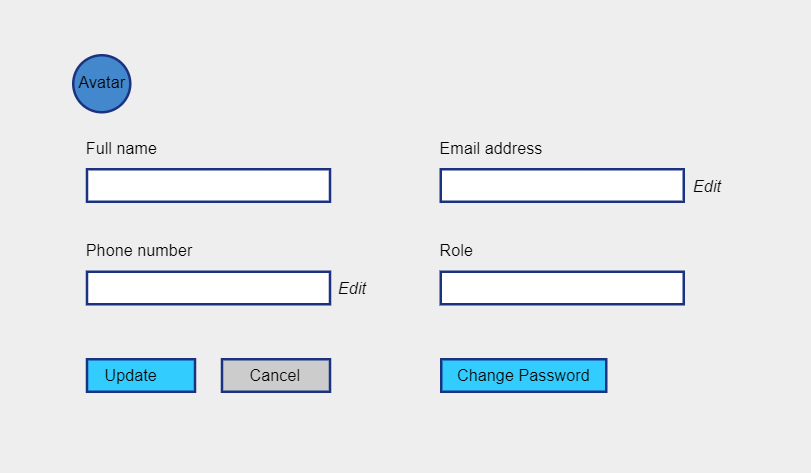 Avatar
Full name
Email address
Edit
Phone number
Role
Edit
Update
Cancel
Change Password